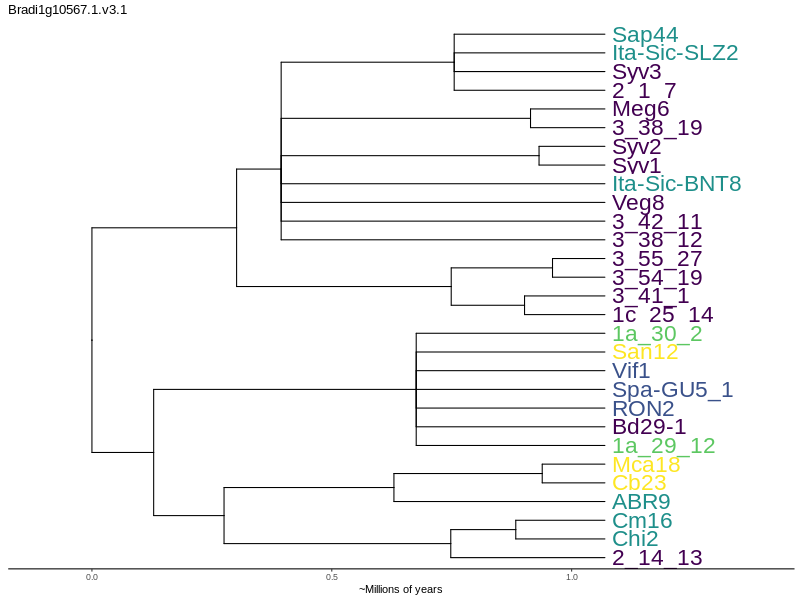 Bradi1g10567.1.v3.1
Sap44
Ita-Sic-SLZ2
Syv3
2_1_7
Meg6
3_38_19
Syv2
Syv1
Ita-Sic-BNT8
Veg8
3_42_11
3_38_12
3_55_27
3_54_19
3_41_1
1c_25_14
1a_30_2
San12
Vif1
Spa-GU5_1
RON2
Bd29-1
1a_29_12
Mca18
Cb23
ABR9
Cm16
Chi2
2_14_13
0.0 0.5 1.0
~Millions of years